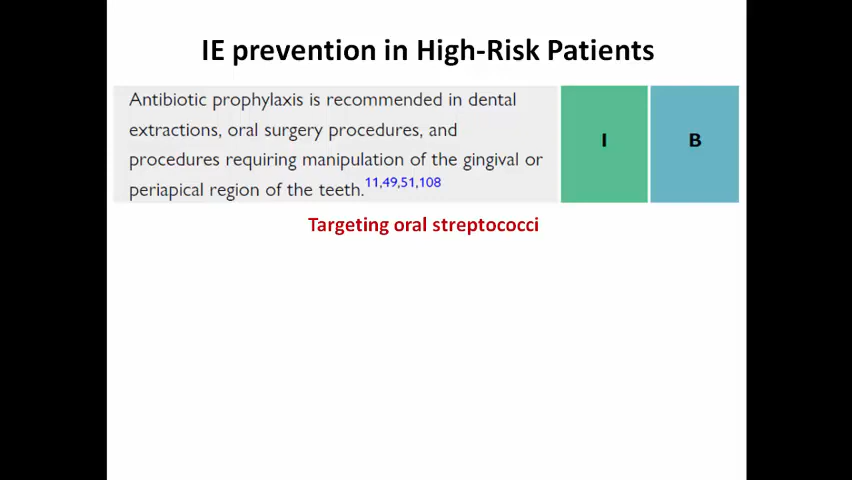 IE prevention in High-Risk Patients
Antibiotic prophylaxis is recommended in dental
extractions, oral surgery procedures, and
procedures requiring manipulation of the gingival or
periapical region of the teeth.11,49,51,108
I
B
Targeting oral streptococci